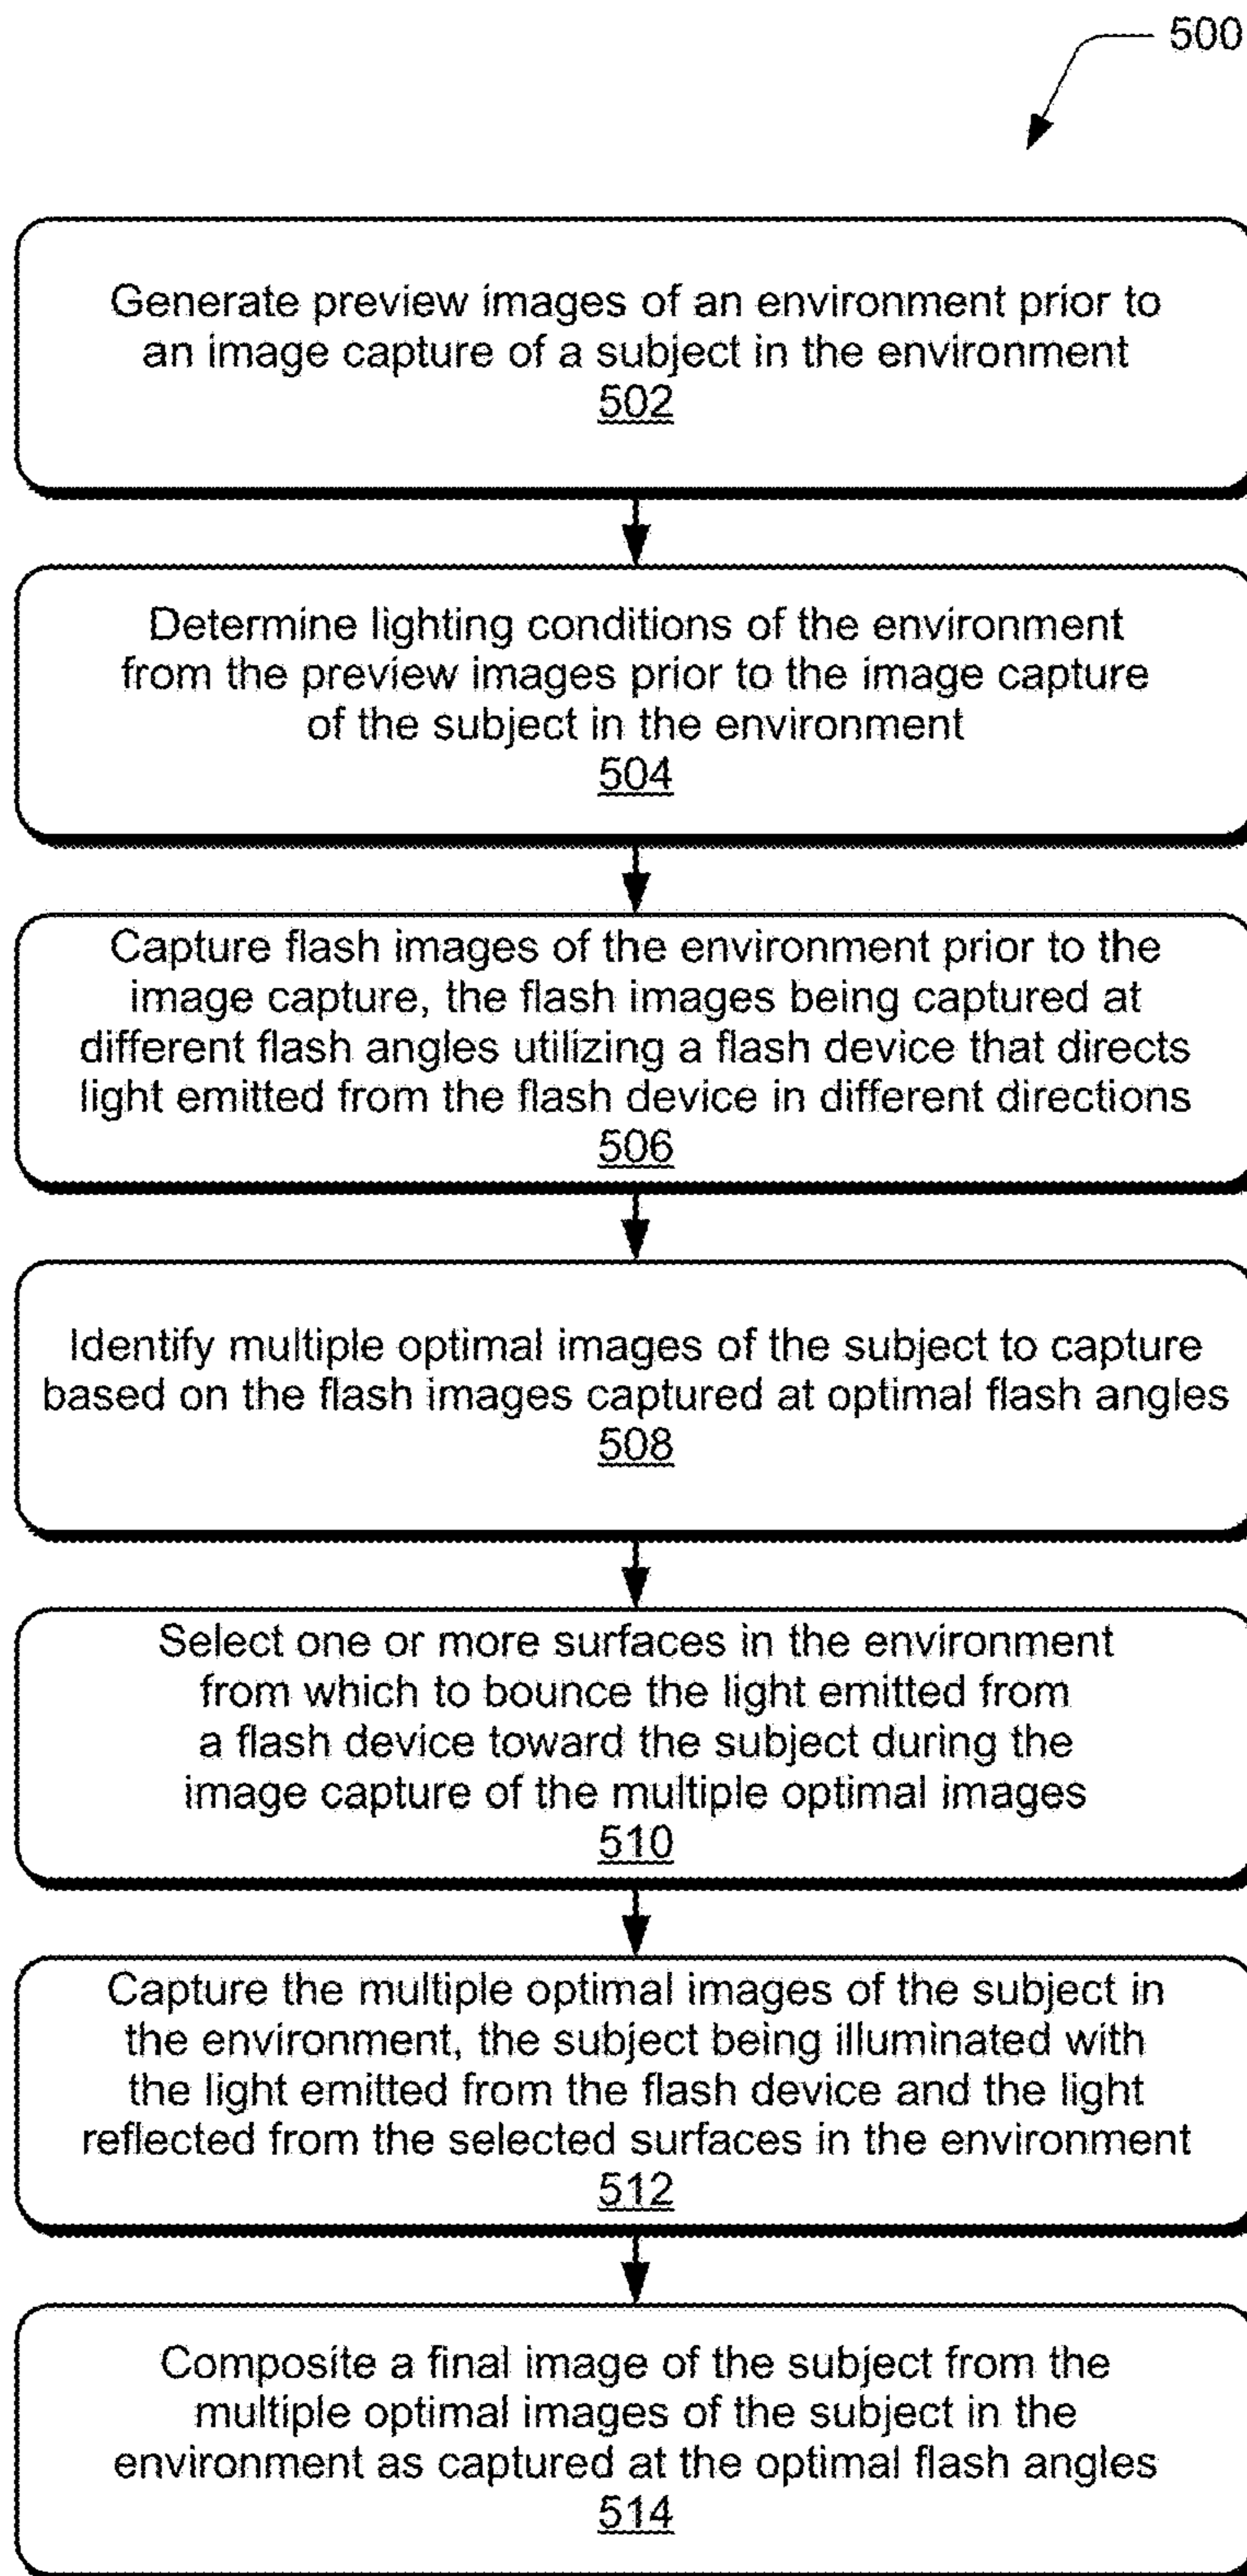 500
Generate preview images of an environment prior to
an image capture of a subject in the environment
502
Determine lighting conditions of the environment
from the preview images prior to the image capture
of the subject in the environment
504
Capture flash images of the environment prior to the
image capture, the flash images being captured at
different flash angles utilizing a flash device that directs
light emitted from the flash device in different directions
506
Identify multiple optimal images of the subject to capture
based on the flash images captured at optimal flash angles
508
Select one or more surfaces in the environment
from which to bounce the light emitted from
a flash device toward the subject during the
image capture of the multiple optimal images
510
Capture the multiple optimal images of the subject in
the environment, the subject being illuminated with
the light emitted from the flash device and the light
reflected from the selected surfaces in the environment
512
Composite a final image of the subject from the
multiple optimal images of the subject in the
environment as captured at the optimal flash angles
514